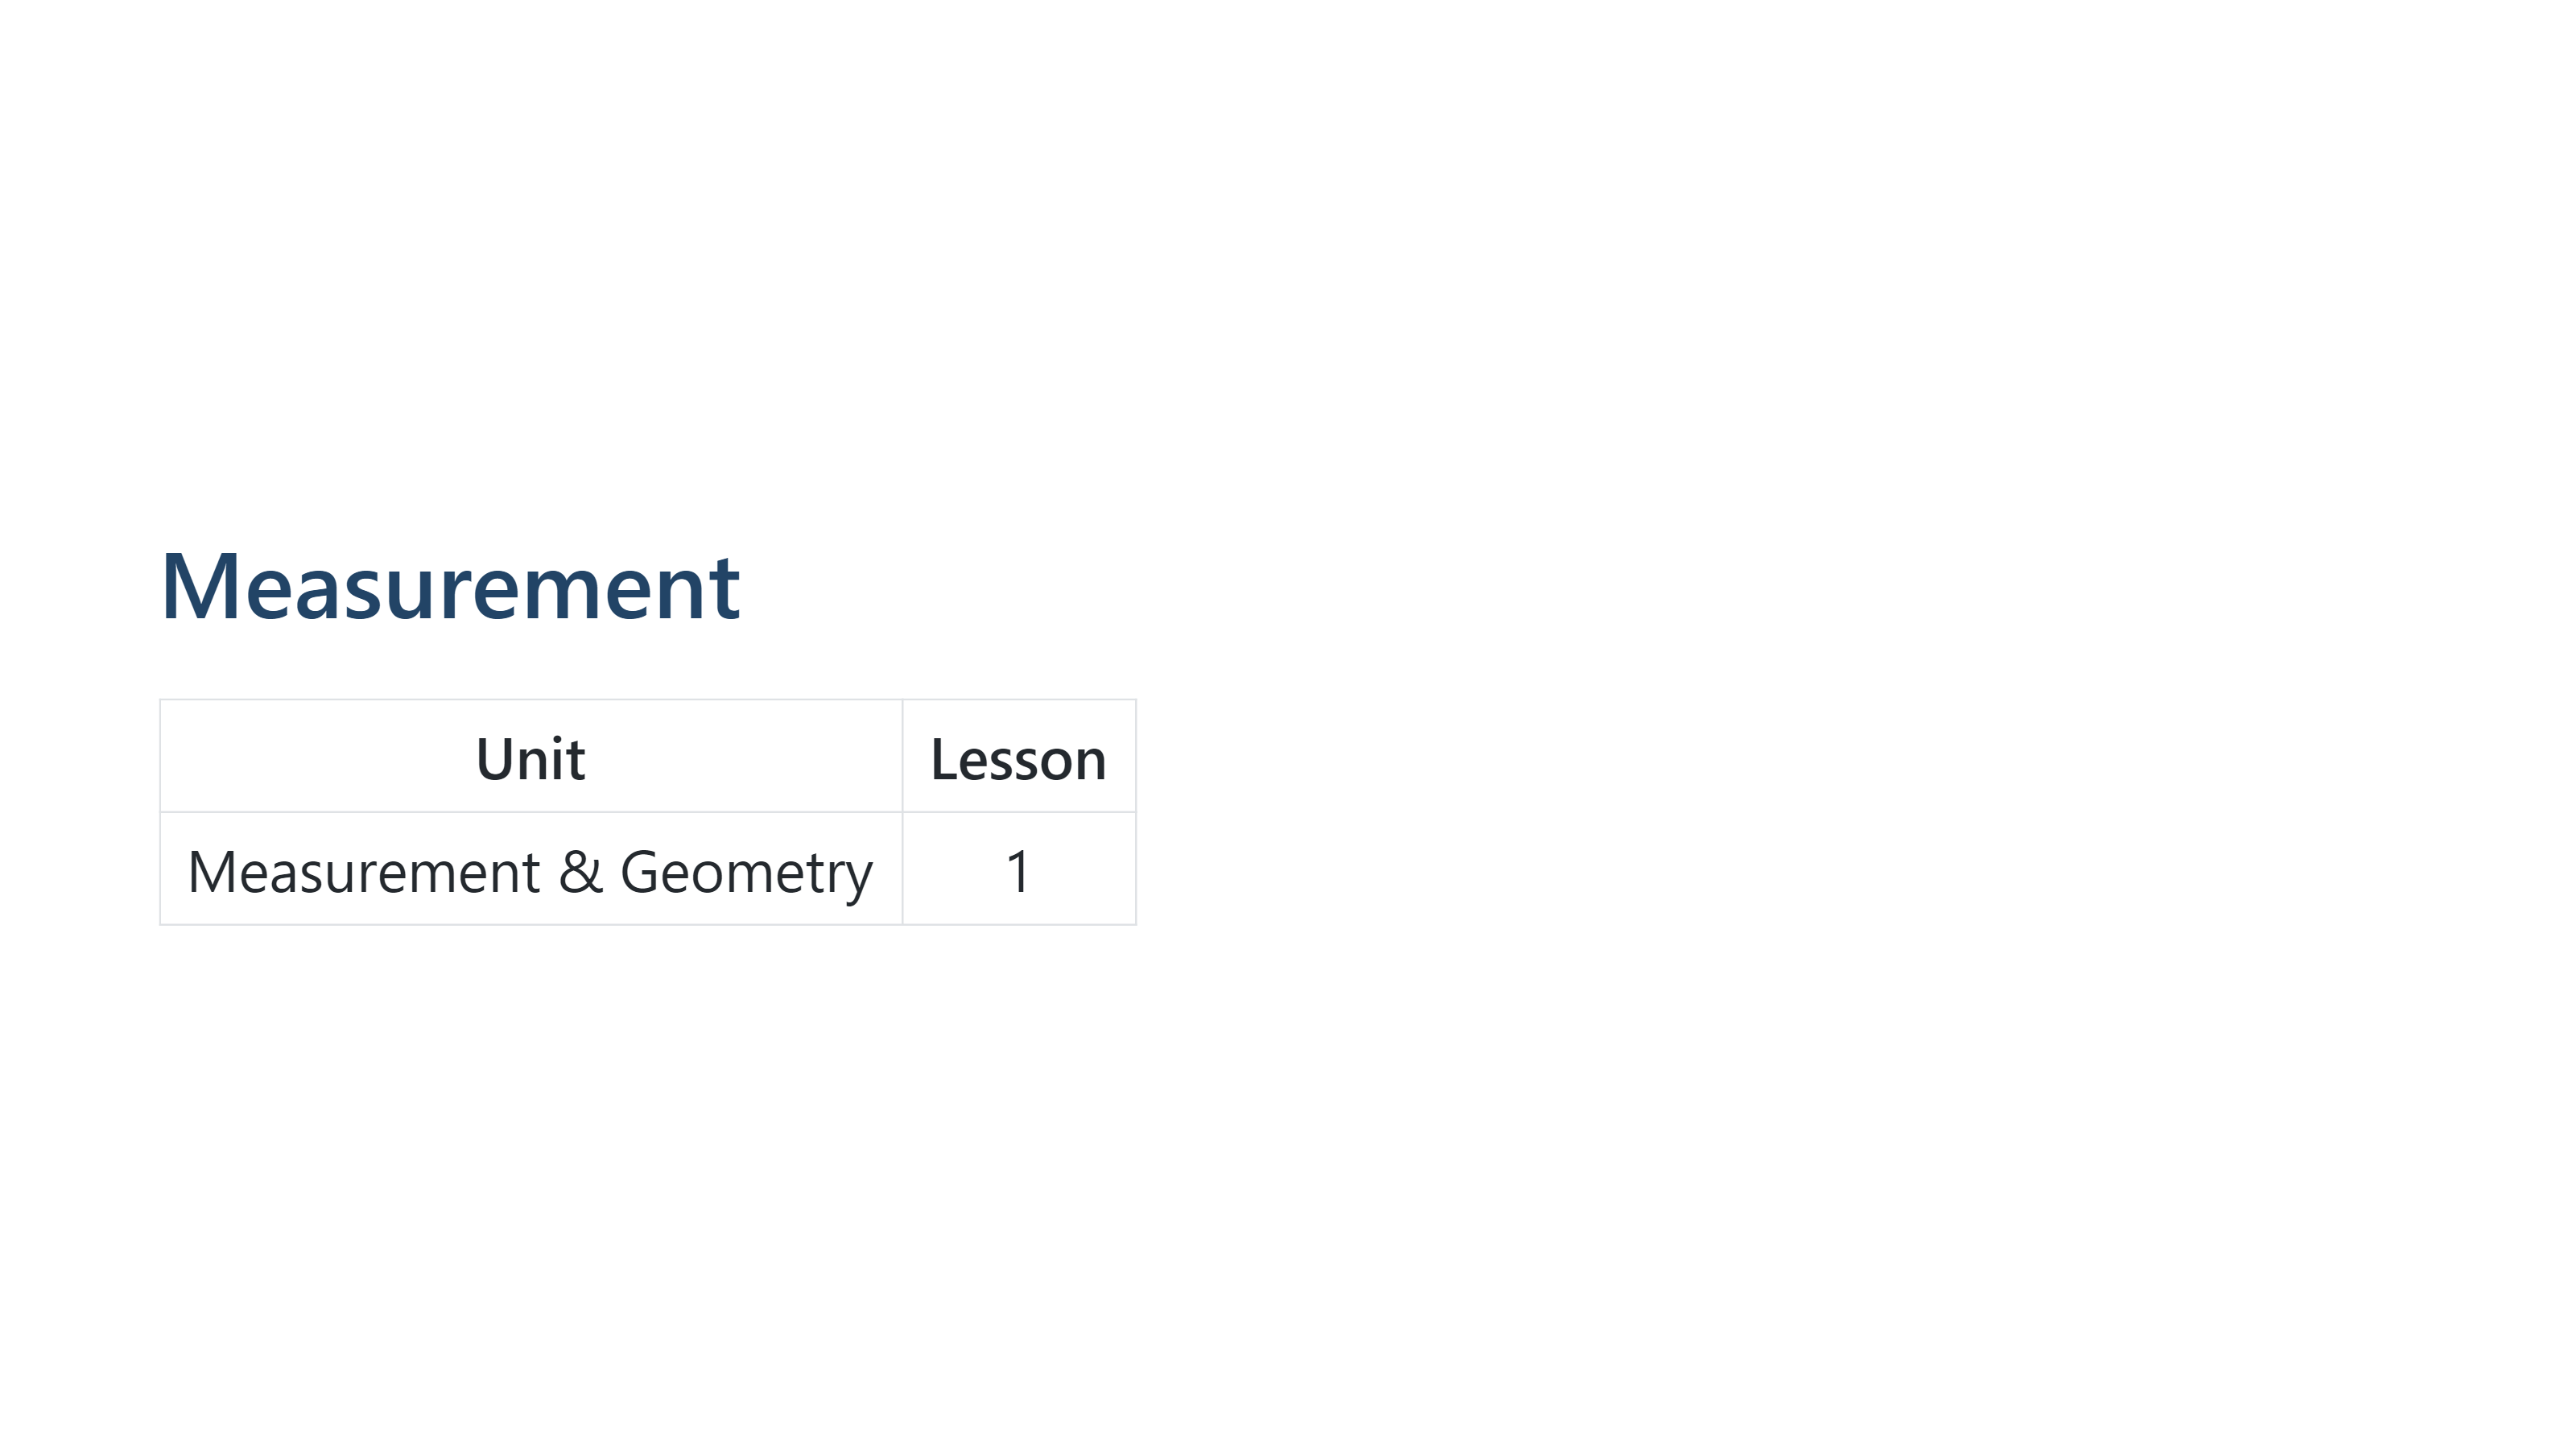 Measurement
Unit Lesson
Measurement & Geometry 1